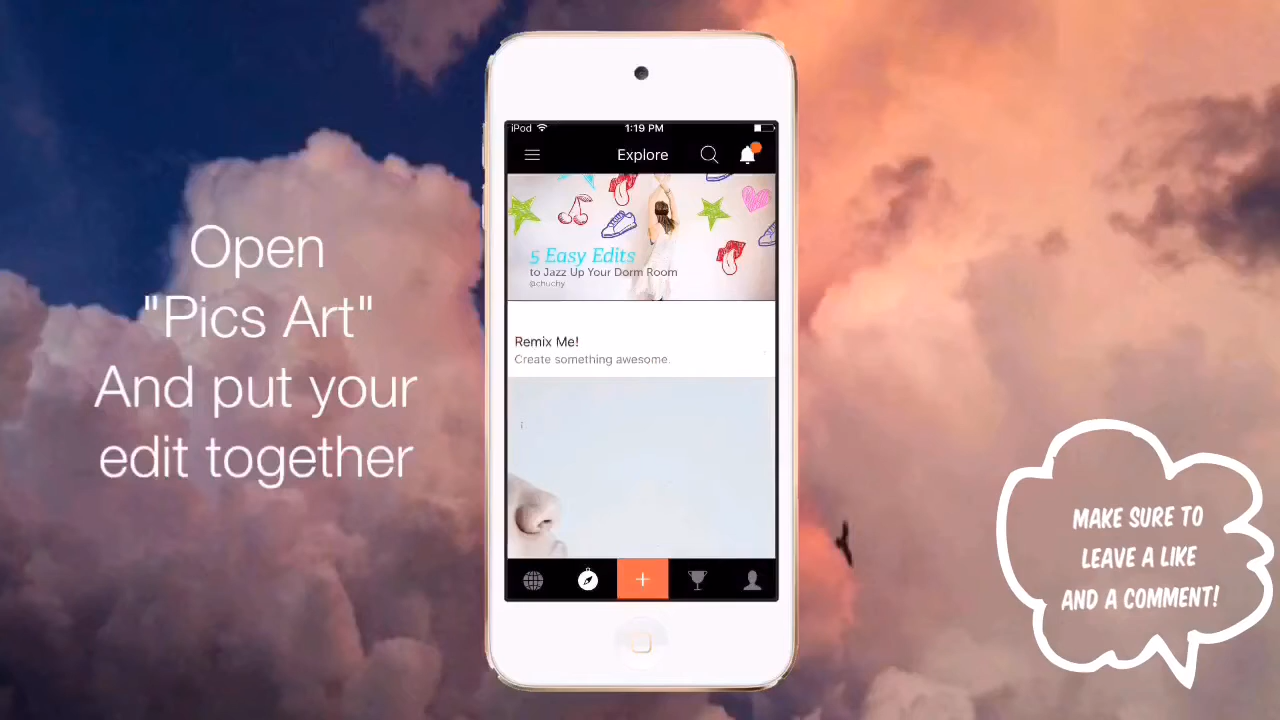 Open
"Pics Art"
And put your
edit together
iPod
1:19 PM
Explore
5 Easy Edits
to Jazz Up Your Dorm Room
@chuchy
Remix Me!
Create something awesome.
MAKE SURE TO
LEAVE A LIKE
AND A COMMENT!